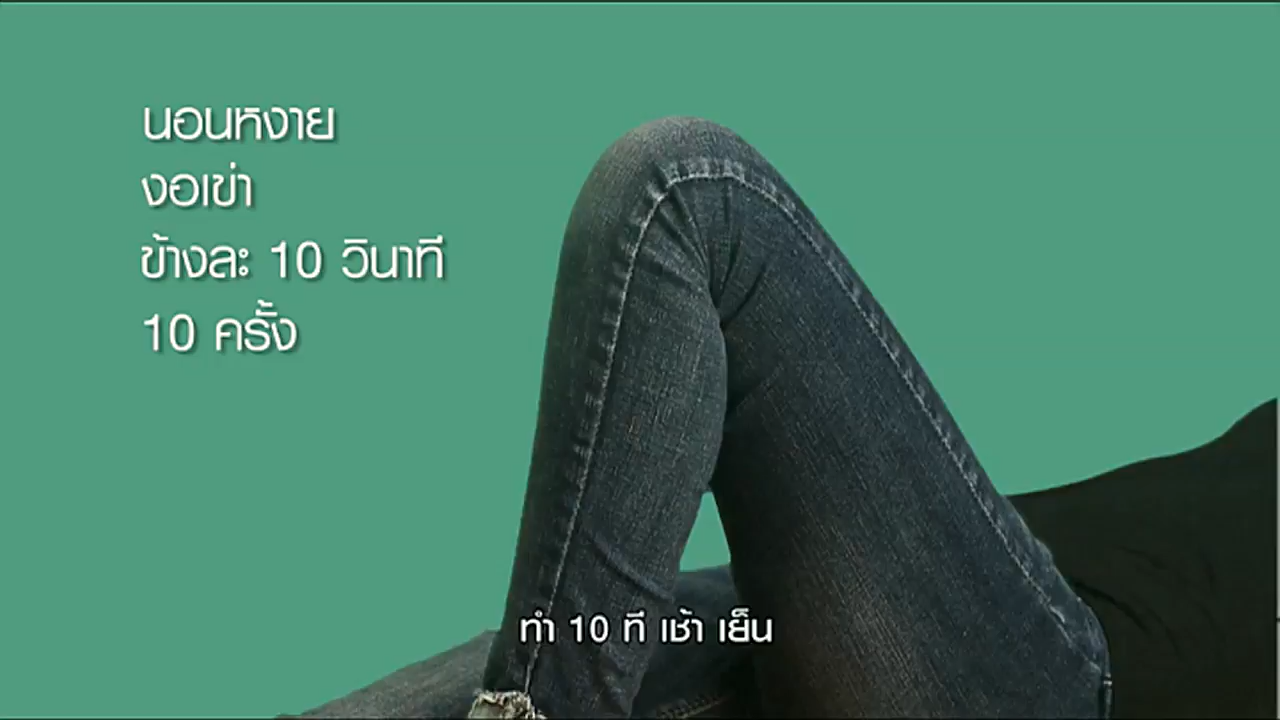 นอนหงาย
งอเข่า
ข้างละ 10 วินาที
10 ครั้ง
ทำ 10 ที เช้า เย็น